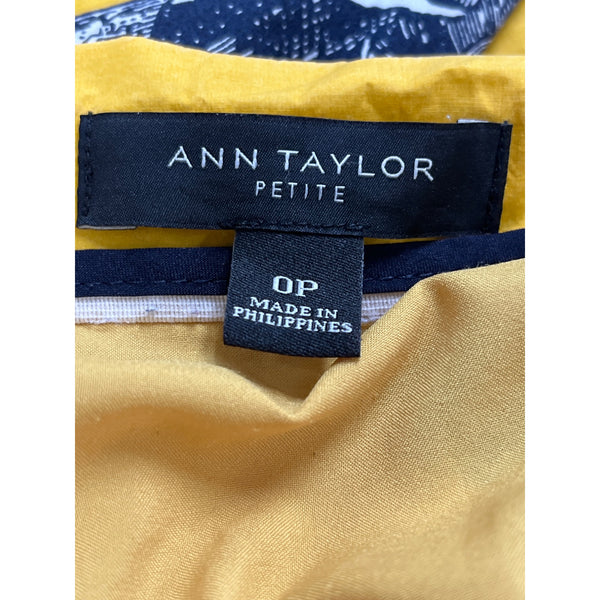 ANN TAYLOR
PETITE
0P
MADE IN
PHILIPPINES